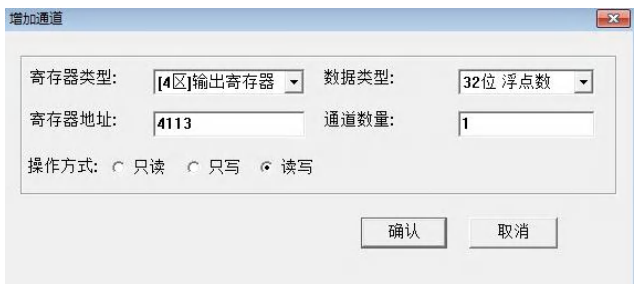 增加通道
寄存器类型: [4区]输出寄存器 数据类型: 32位 浮点数
寄存器地址: 4113 通道数量: 1
操作方式: 只读 只写 读写
确认 取消